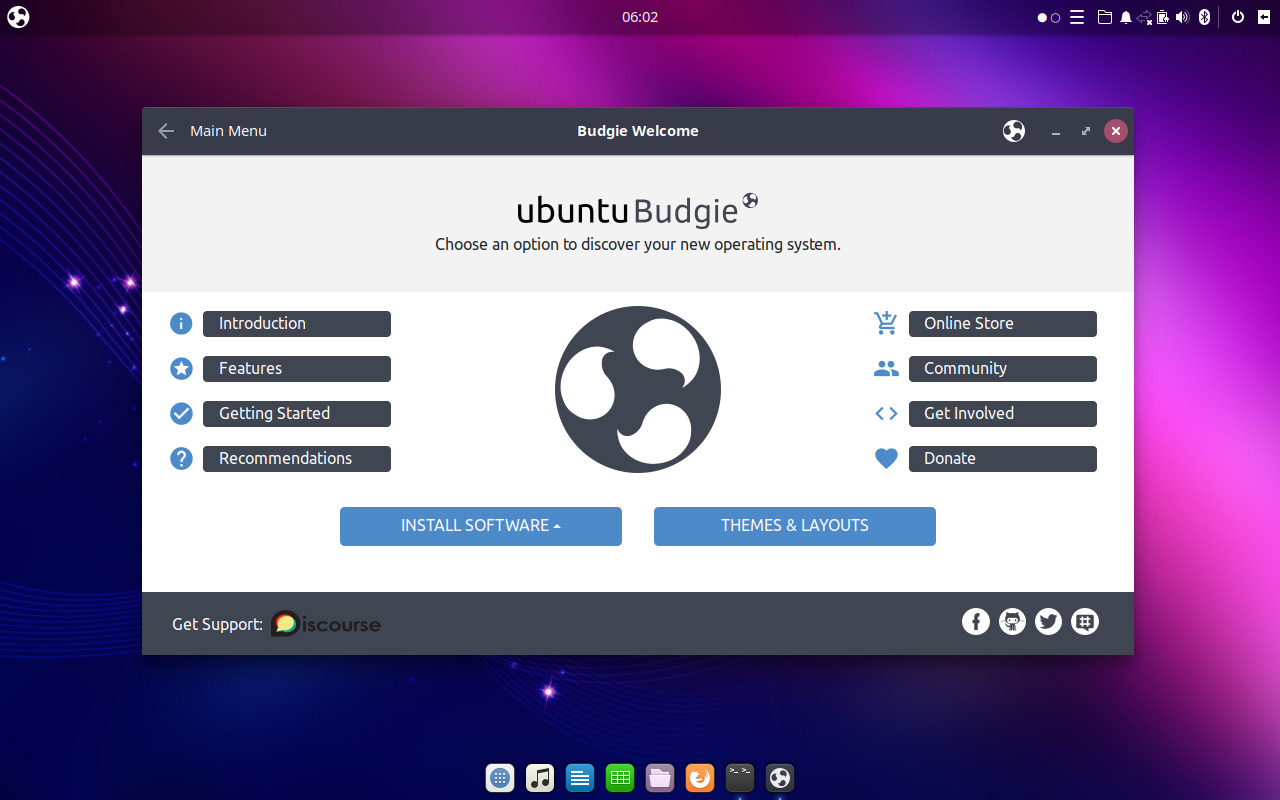 06:02
Main Menu
Budgie Welcome
ubuntu Budgie
Choose an option to discover your new operating system.
Introduction
Features
Getting Started
Recommendations
Online Store
Community
Get Involved
Donate
INSTALL SOFTWARE
THEMES & LAYOUTS
Get Support: Discourse